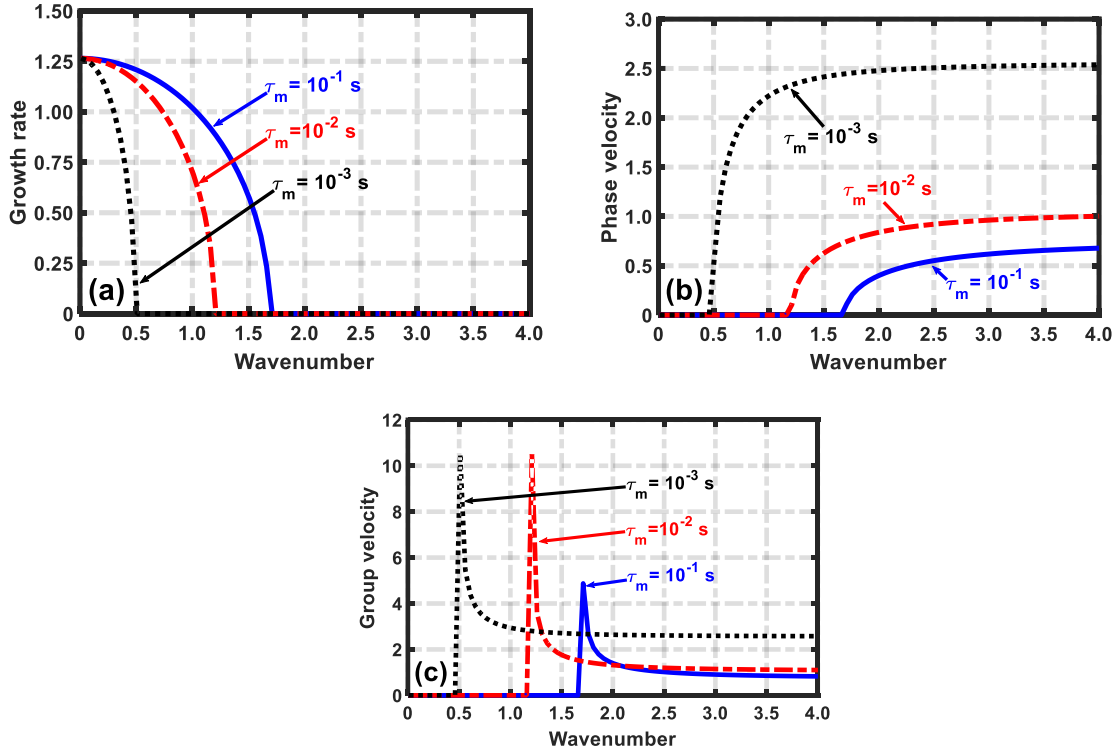 1.50
1.25
1.00
0.75
0.50
0.25
0
Growth rate
τm= 10-1 s
τm= 10-2 s
τm= 10-3 s
(a)
0 0.5 1.0 1.5 2.0 2.5 3.0 3.5 4.0
Wavenumber
3.0
2.5
2.0
1.5
1.0
0.5
0
Phase velocity
τm= 10-3 s
τm=10-2 s
τm= 10-1 s
(b)
0 0.5 1.0 1.5 2.0 2.5 3.0 3.5 4.0
Wavenumber
12
10
8
6
4
2
0
Group velocity
τm= 10-3 s
τm=10-2 s
τm= 10-1 s
(c)
0 0.5 1.0 1.5 2.0 2.5 3.0 3.5 4.0
Wavenumber